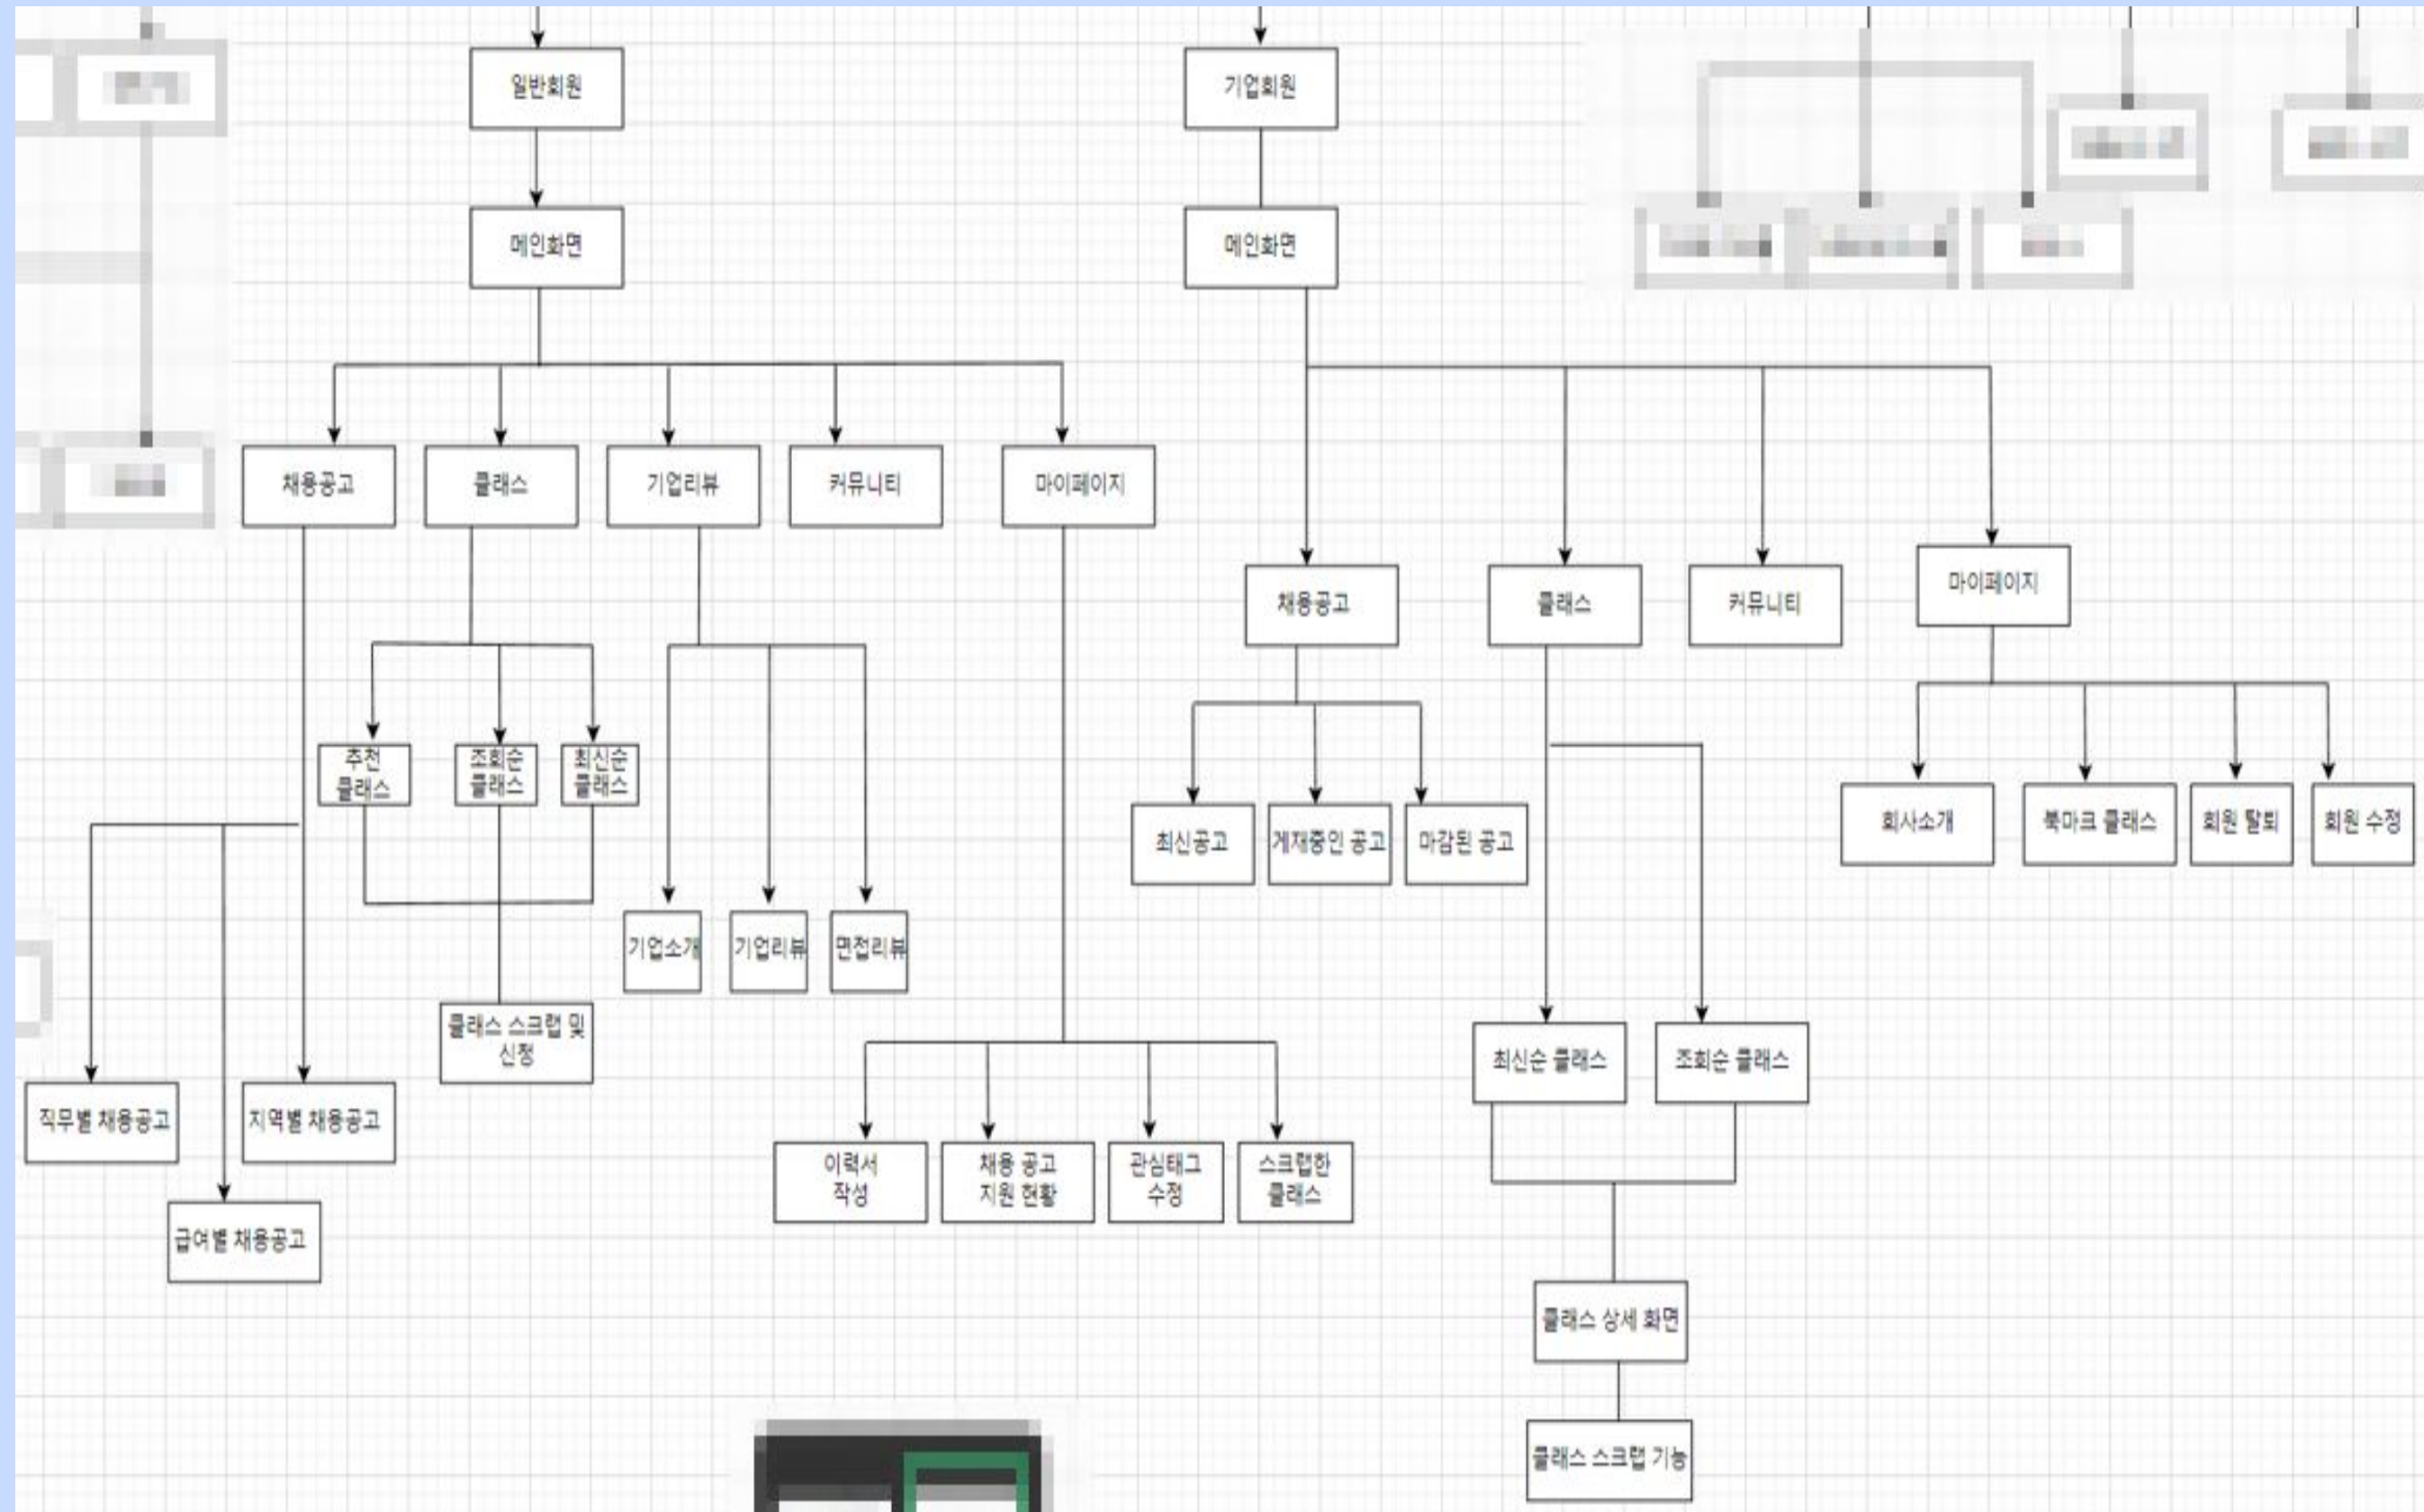 일반회원
기업회원
메인화면
메인화면
채용공고
클래스
기업리뷰
커뮤니티
마이페이지
채용공고
클래스
커뮤니티
마이페이지
추천
클래스
조회순
클래스
최신순
클래스
최신공고
게재중인 공고
마감된 공고
회사소개
북마크 클래스
회원 탈퇴
회원 수정
기업소개
기업리뷰
면접리뷰
클래스 스크랩 및
신청
최신순 클래스
조회순 클래스
직무별 채용공고
지역별 채용공고
급여별 채용공고
이력서
작성
채용 공고
지원 현황
관심태그
수정
스크랩한
클래스
클래스 상세 화면
클래스 스크랩 기능